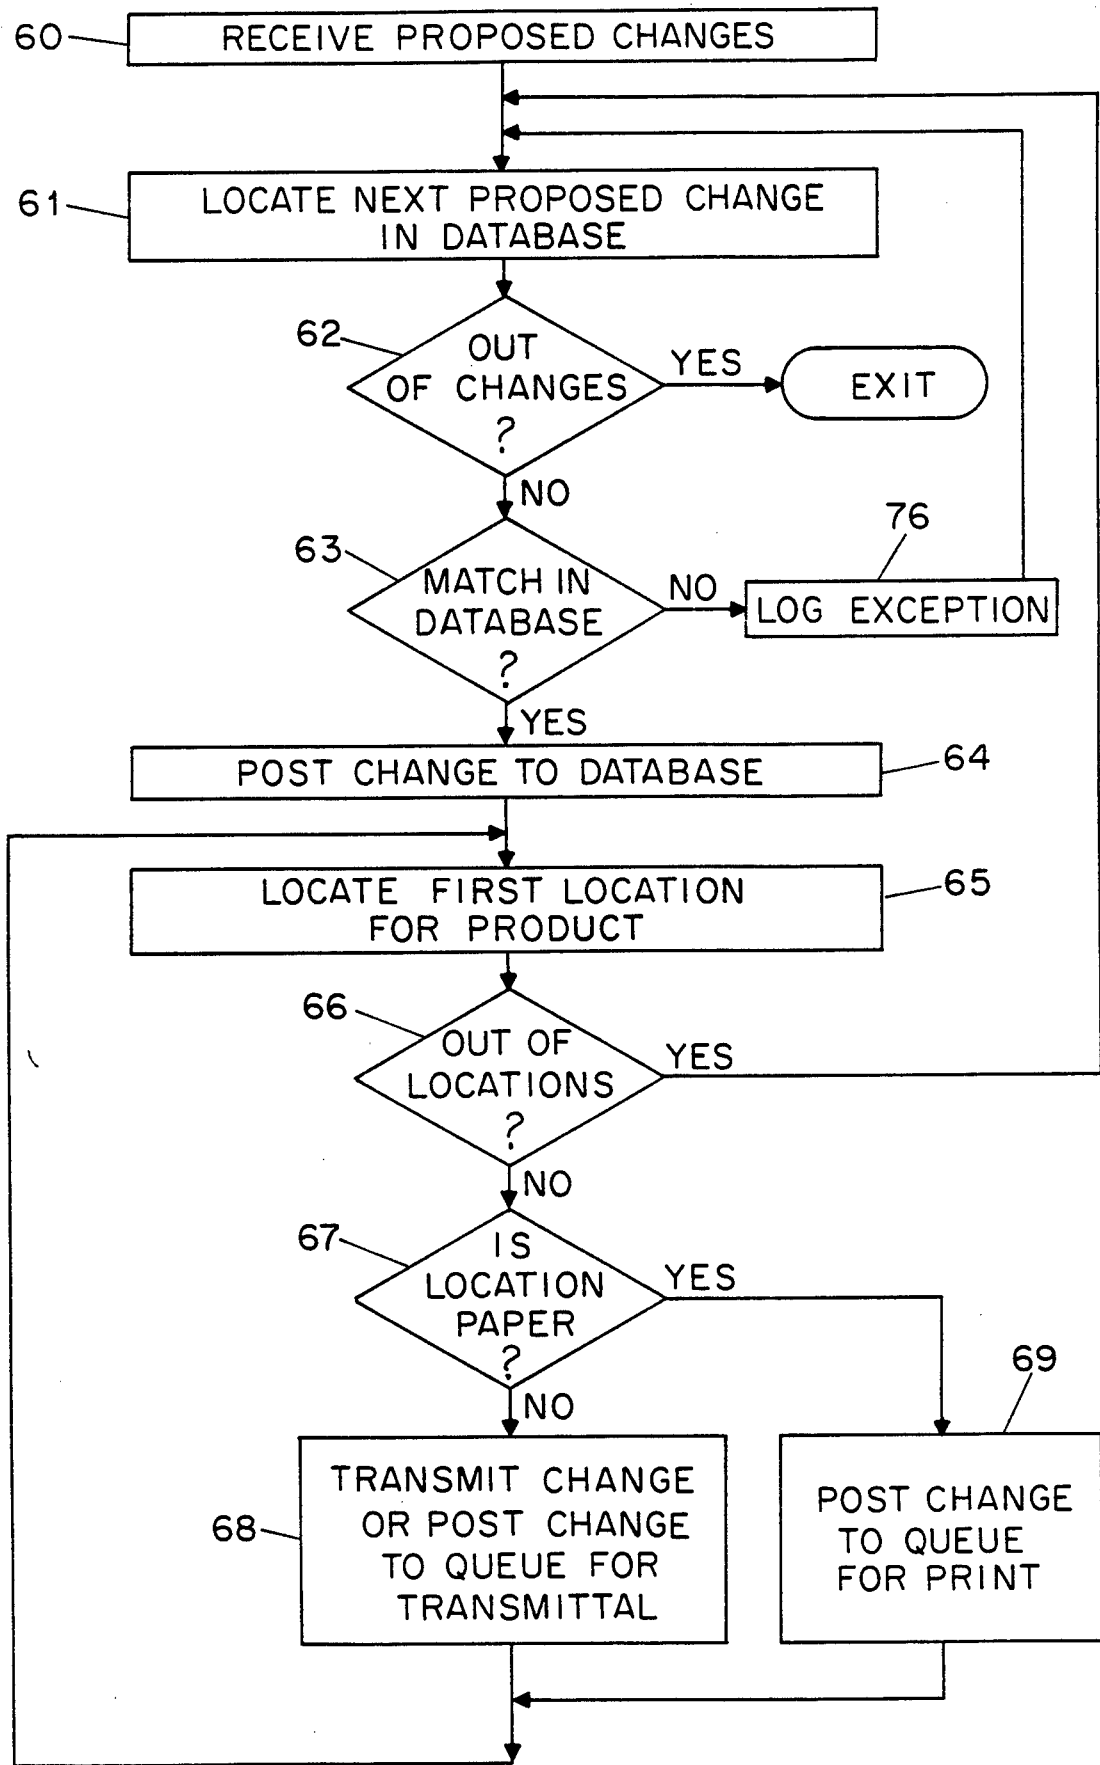 60
RECEIVE PROPOSED CHANGES
61
LOCATE NEXT PROPOSED CHANGE
IN DATABASE
62
OUT
OF CHANGES
?
YES
EXIT
NO
63
MATCH IN
DATABASE
?
NO
76
LOG EXCEPTION
YES
POST CHANGE TO DATABASE
64
LOCATE FIRST LOCATION
FOR PRODUCT
65
66
OUT OF
LOCATIONS
?
YES
NO
67
IS
LOCATION
PAPER
?
YES
NO
68
TRANSMIT CHANGE
OR POST CHANGE
TO QUEUE FOR
TRANSMITTAL
69
POST CHANGE
TO QUEUE
FOR PRINT